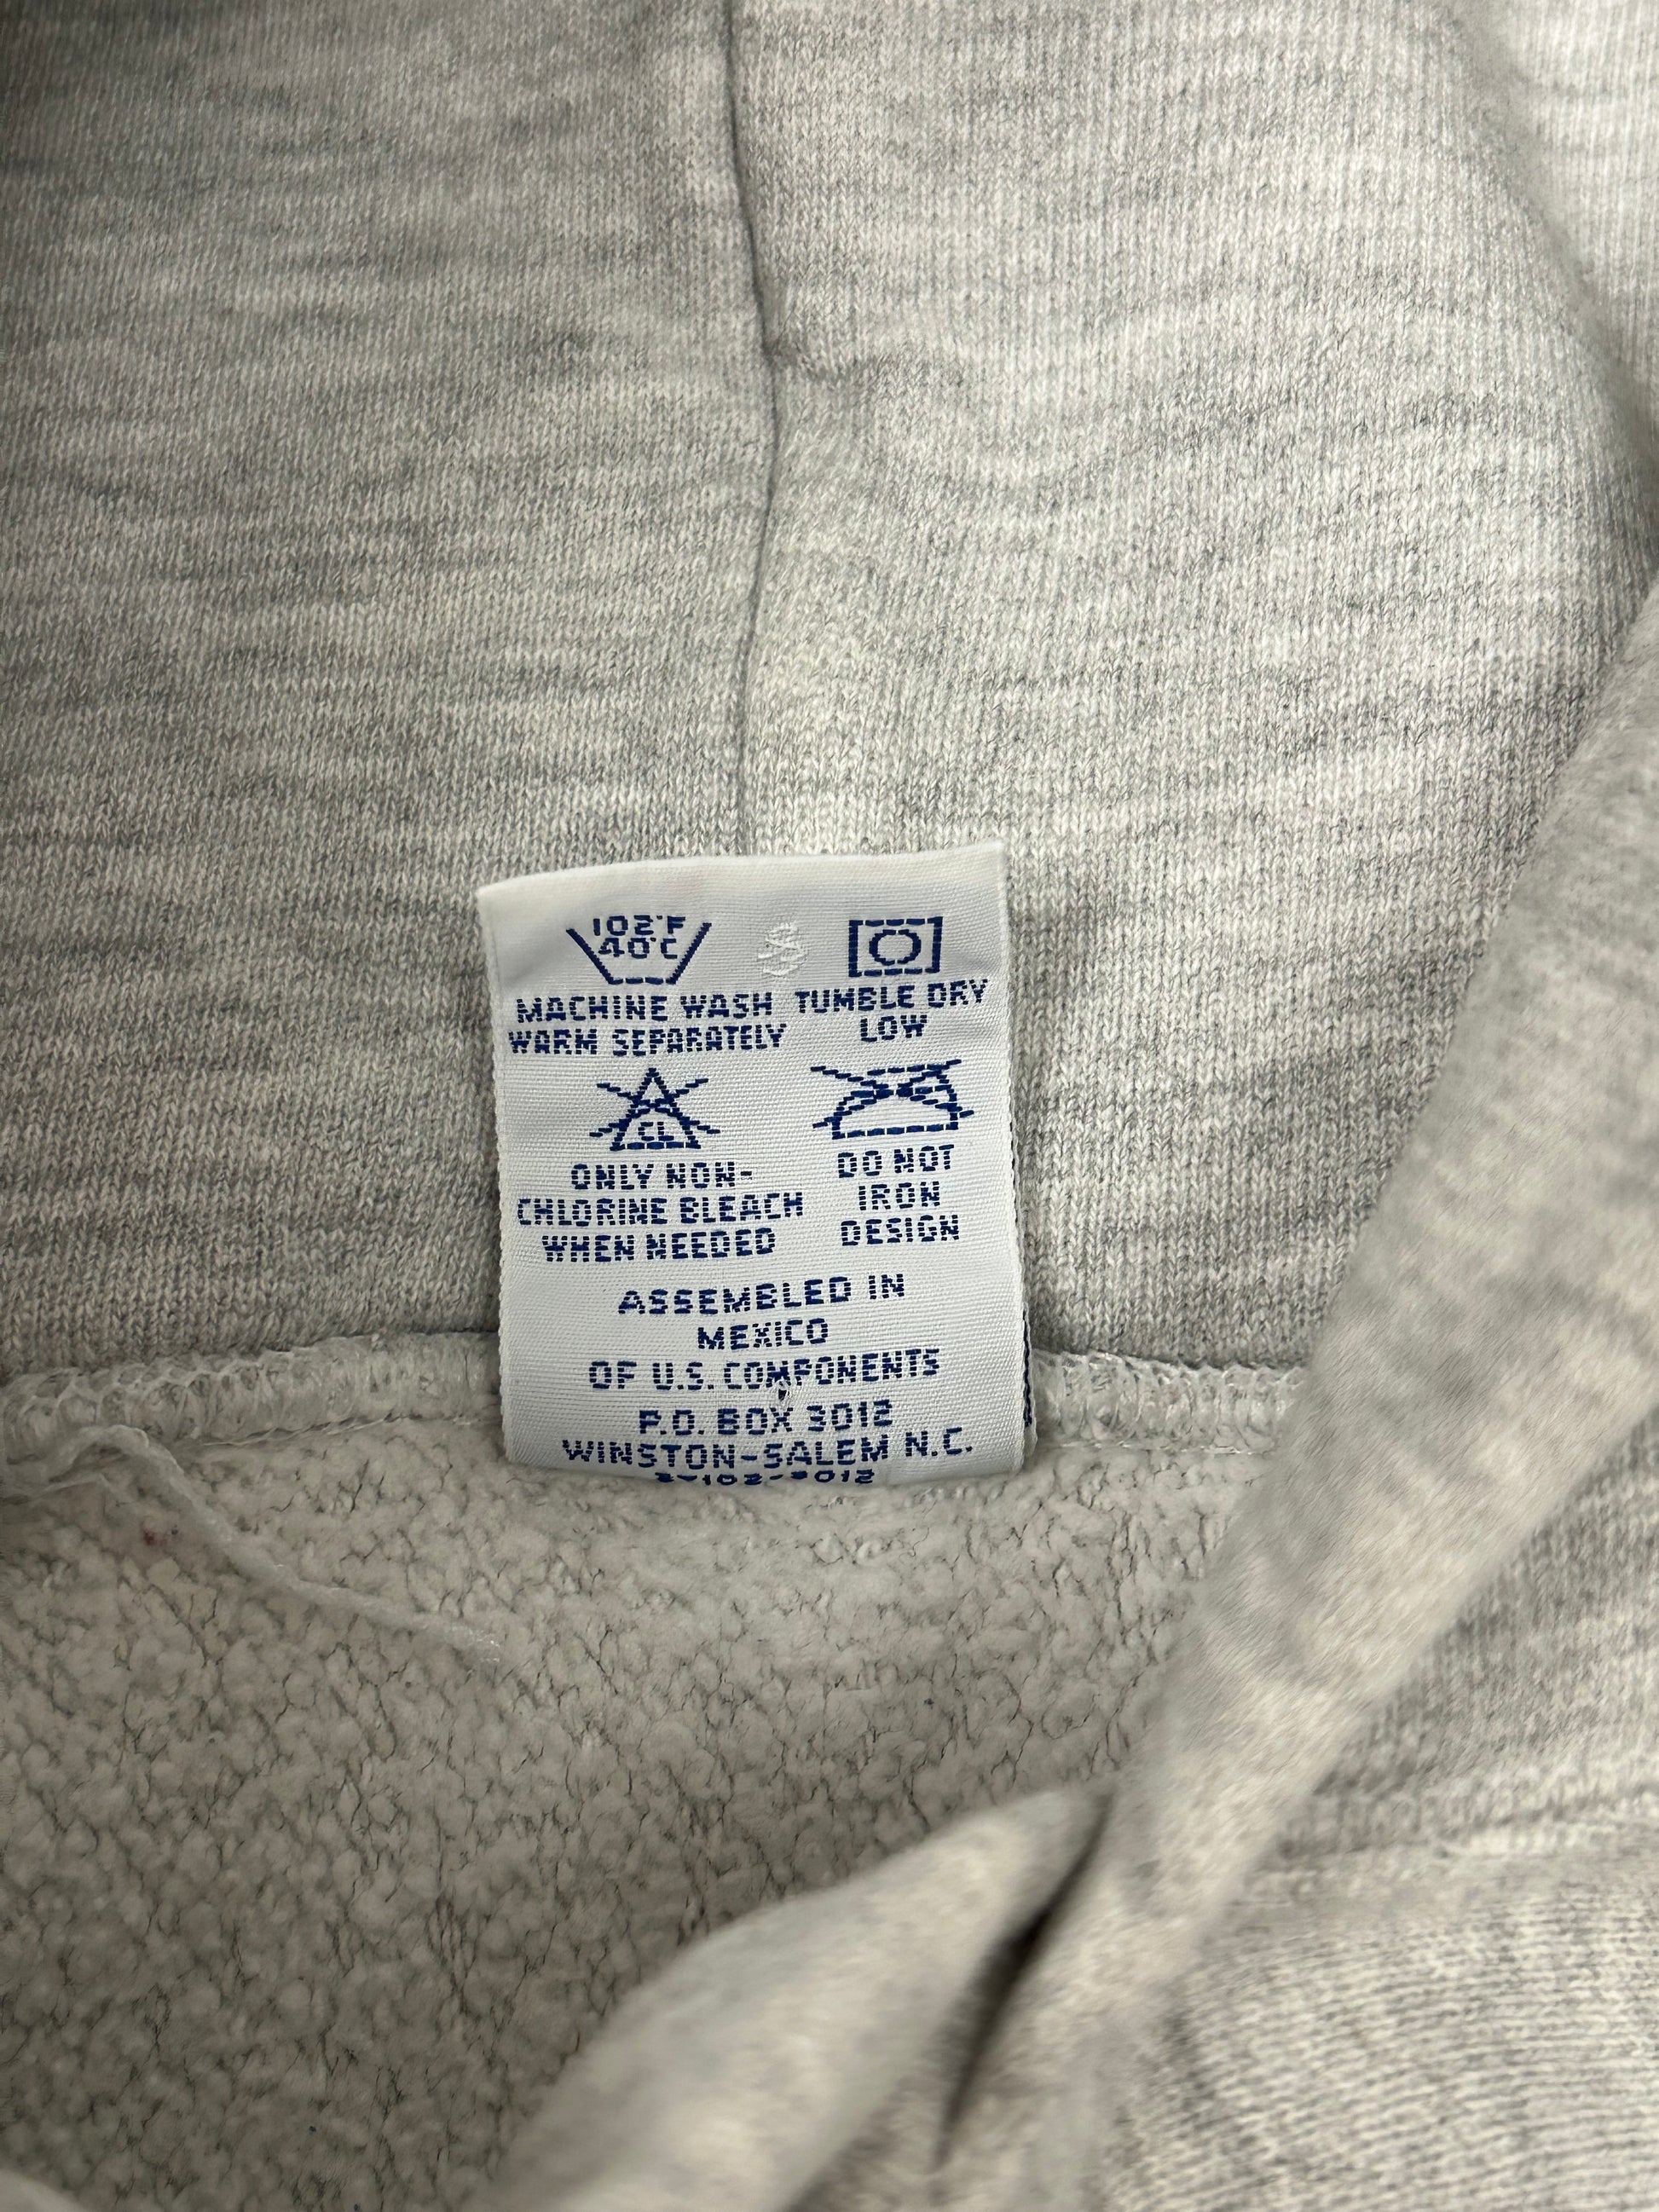 102°F
40°C
MACHINE WASH
WARM SEPARATELY
S
TUMBLE DRY
LOW
CL
ONLY NON-
CHLORINE BLEACH
WHEN NEEDED
DO NOT
IRON
DESIGN
ASSEMBLED IN
MEXICO
OF U.S. COMPONENTS
P.O. BOX 3012
WINSTON-SALEM N.C.